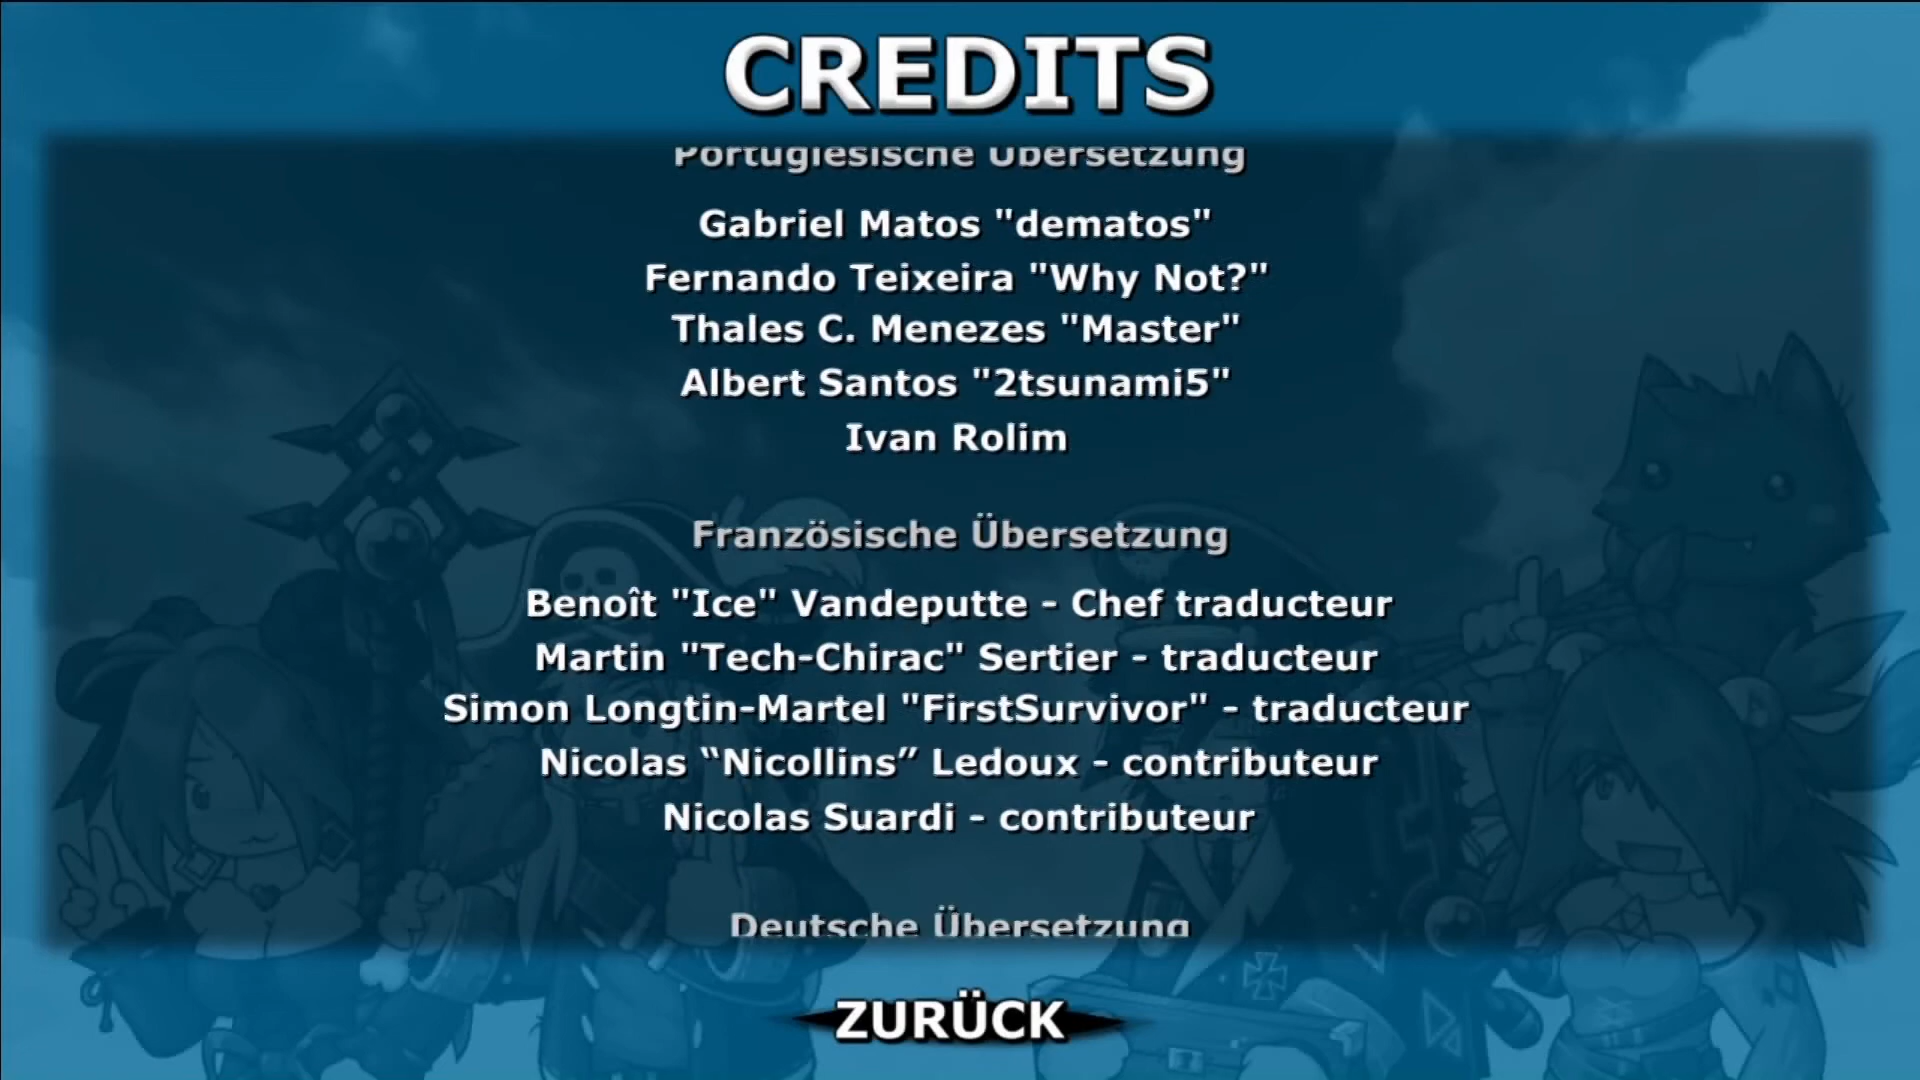 CREDITS
Portugiesische Übersetzung
Gabriel Matos "dematos"
Fernando Teixeira "Why Not?"
Thales C. Menezes "Master"
Albert Santos "2tsunami5"
Ivan Rolim
Französische Übersetzung
Benoît "Ice" Vandeputte - Chef traducteur
Martin "Tech-Chirac" Sertier - traducteur
Simon Longtin-Martel "FirstSurvivor" - traducteur
Nicolas “Nicollins” Ledoux - contributeur
Nicolas Suardi - contributeur
Deutsche Übersetzung
ZURÜCK